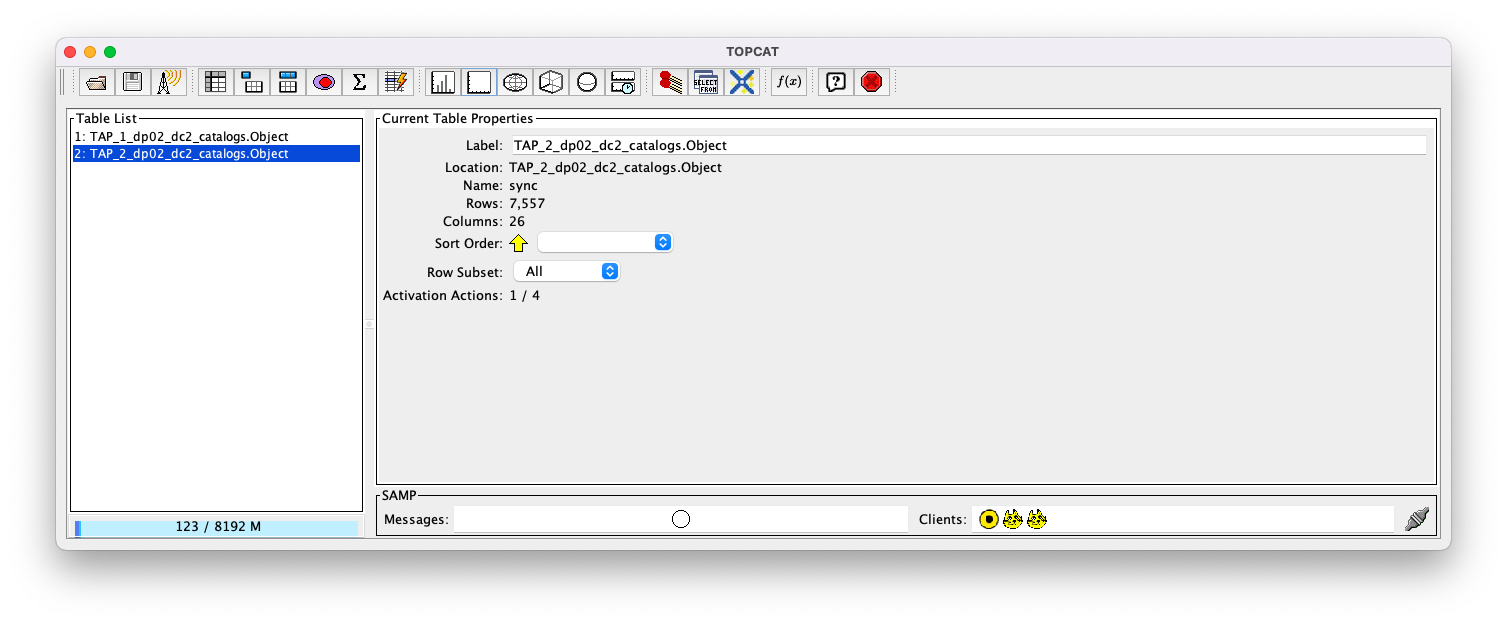 TOPCAT
SELECT
FROM
f(x)
Table List
1: TAP_1_dp02_dc2_catalogs.Object
2: TAP_2_dp02_dc2_catalogs.Object
123 / 8192 M
Current Table Properties
Label: TAP_2_dp02_dc2_catalogs.Object
Location: TAP_2_dp02_dc2_catalogs.Object
Name: sync
Rows: 7,557
Columns: 26
Sort Order:
Row Subset: All
Activation Actions: 1 / 4
SAMP
Messages:
Clients: